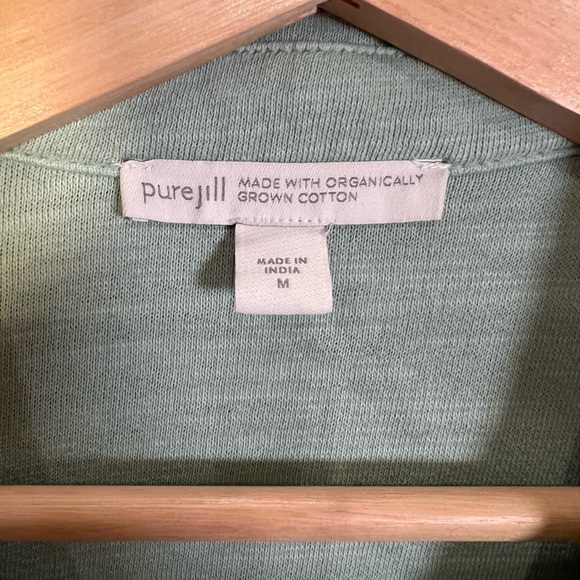 purejill
MADE WITH ORGANICALLY
GROWN COTTON
MADE IN
INDIA
M